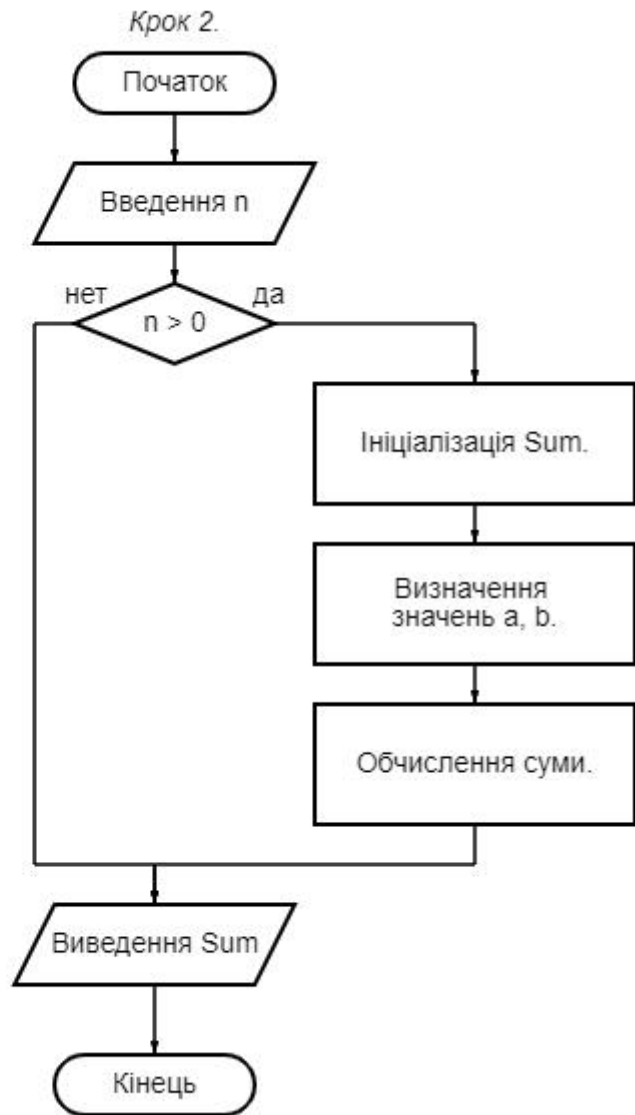 Крок 2.
Початок
Введення n
нет
да
n > 0
Ініціалізація Sum.
Визначення
значень a, b.
Обчислення суми.
Виведення Sum
Кінець